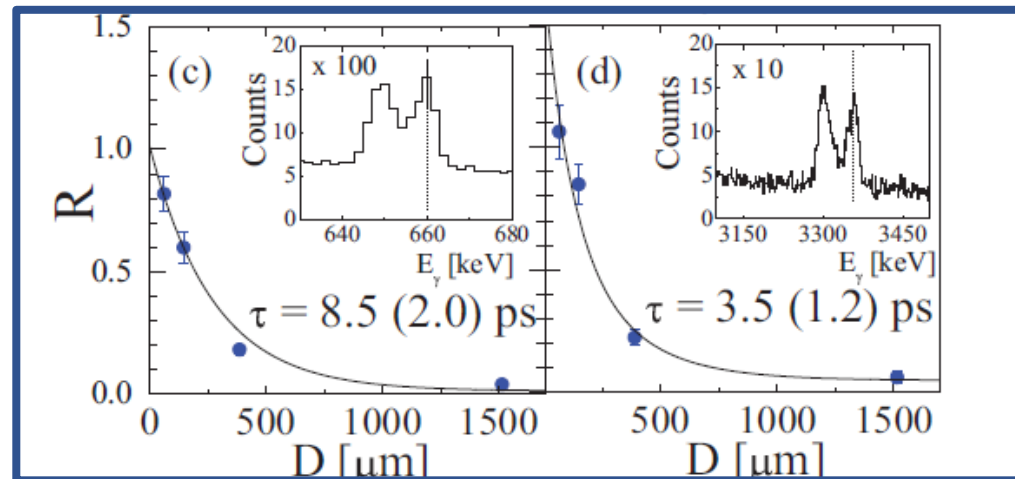 1.5
1.0
0.5
0.0
R
(c)
x 100
20
15
10
5
0
Counts
640 660 680
E_γ [keV]
τ = 8.5 (2.0) ps
0 500 1000 1500
D [μm]
(d)
x 10
20
15
10
5
0
Counts
3150 3300 3450
E_γ [keV]
τ = 3.5 (1.2) ps
500 1000 1500
D [μm]